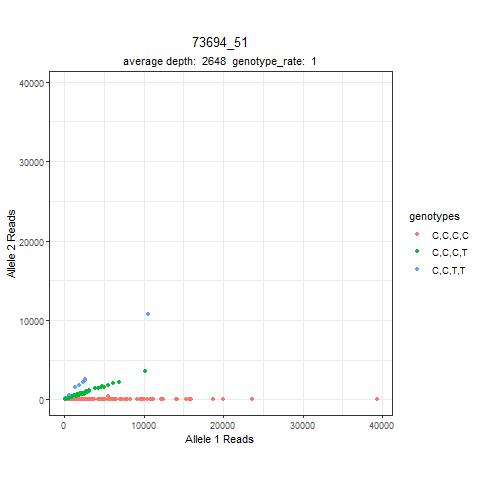 73694_51
average depth:  2648  genotype_rate:  1
40000
30000
20000
10000
0
Allele 2 Reads
0
10000
20000
30000
40000
Allele 1 Reads
genotypes
C,C,C,C
C,C,C,T
C,C,T,T